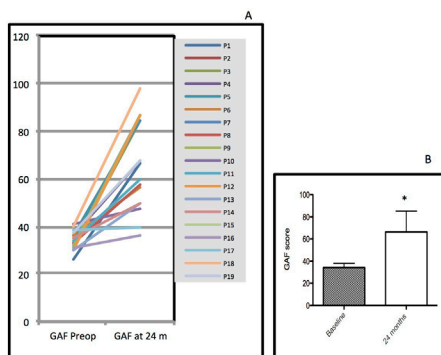 A
120
100
80
60
40
20
0
GAF Preop GAF at 24 m
P1
P2
P3
P4
P5
P6
P7
P8
P9
P10
P11
P12
P13
P14
P15
P16
P17
P18
P19
B
GAF score
100
80
60
40
20
0
*
Baseline
24 months